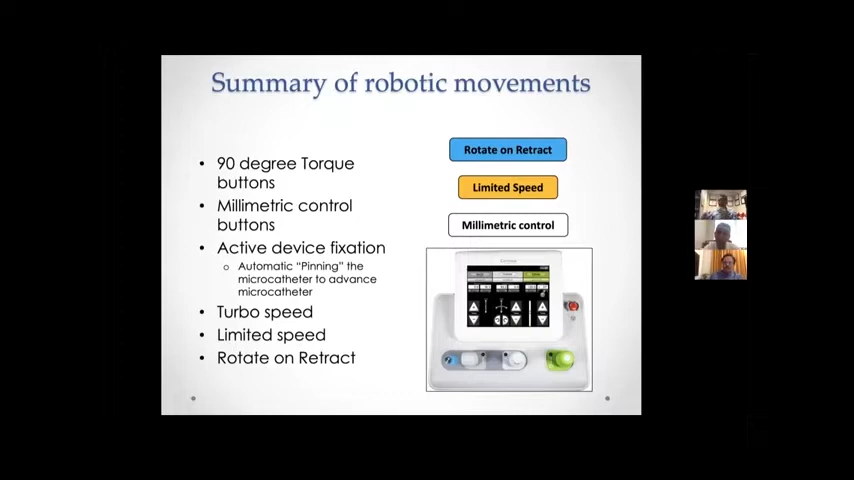 Summary of robotic movements
• 90 degree Torque
buttons
• Millimetric control
buttons
• Active device fixation
o Automatic “Pinning” the
microcatheter to advance
microcatheter
• Turbo speed
• Limited speed
• Rotate on Retract
Rotate on Retract
Limited Speed
Millimetric control